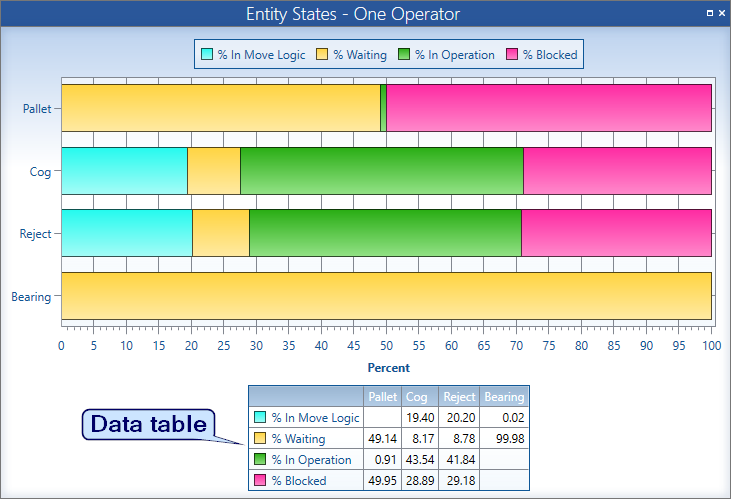 Entity States - One Operator
% In Move Logic % Waiting % In Operation % Blocked
Pallet
Cog
Reject
Bearing
0 5 10 15 20 25 30 35 40 45 50 55 60 65 70 75 80 85 90 95 100
Percent
Data table
Pallet Cog Reject Bearing
% In Move Logic 19.40 20.20 0.02
% Waiting 49.14 8.17 8.78 99.98
% In Operation 0.91 43.54 41.84
% Blocked 49.95 28.89 29.18